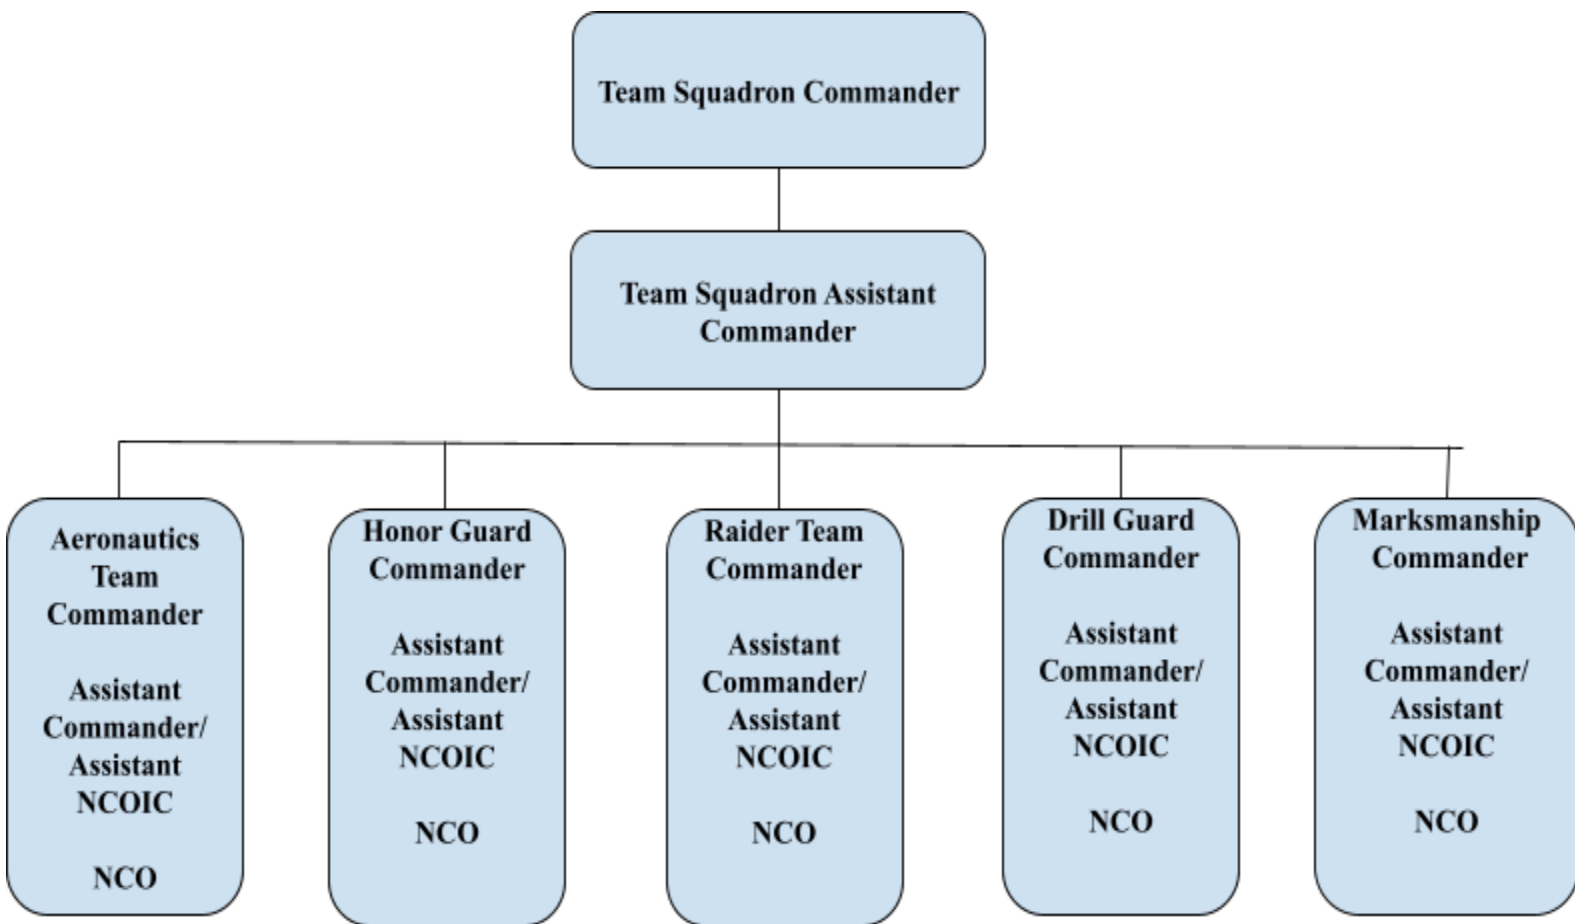 Team Squadron Commander
Team Squadron Assistant
Commander
Aeronautics
Team
Commander
Assistant
Commander/
Assistant
NCOIC
NCO
Honor Guard
Commander
Assistant
Commander/
Assistant
NCOIC
NCO
Raider Team
Commander
Assistant
Commander/
Assistant
NCOIC
NCO
Drill Guard
Commander
Assistant
Commander/
Assistant
NCOIC
NCO
Marksmanship
Commander
Assistant
Commander/
Assistant
NCOIC
NCO